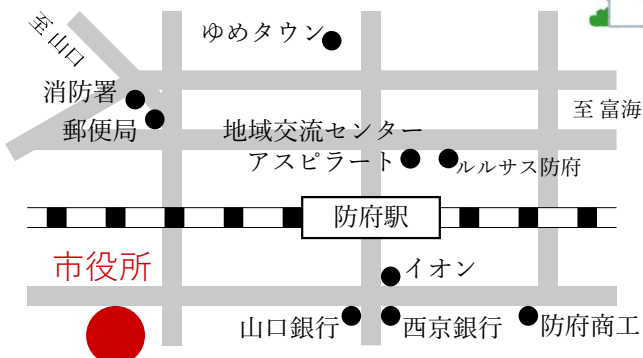 至 山口
ゆめタウン
消防署
郵便局
至 富海
地域交流センター
アスピラート
ルルサス防府
防府駅
市役所
イオン
山口銀行
西京銀行
防府商工